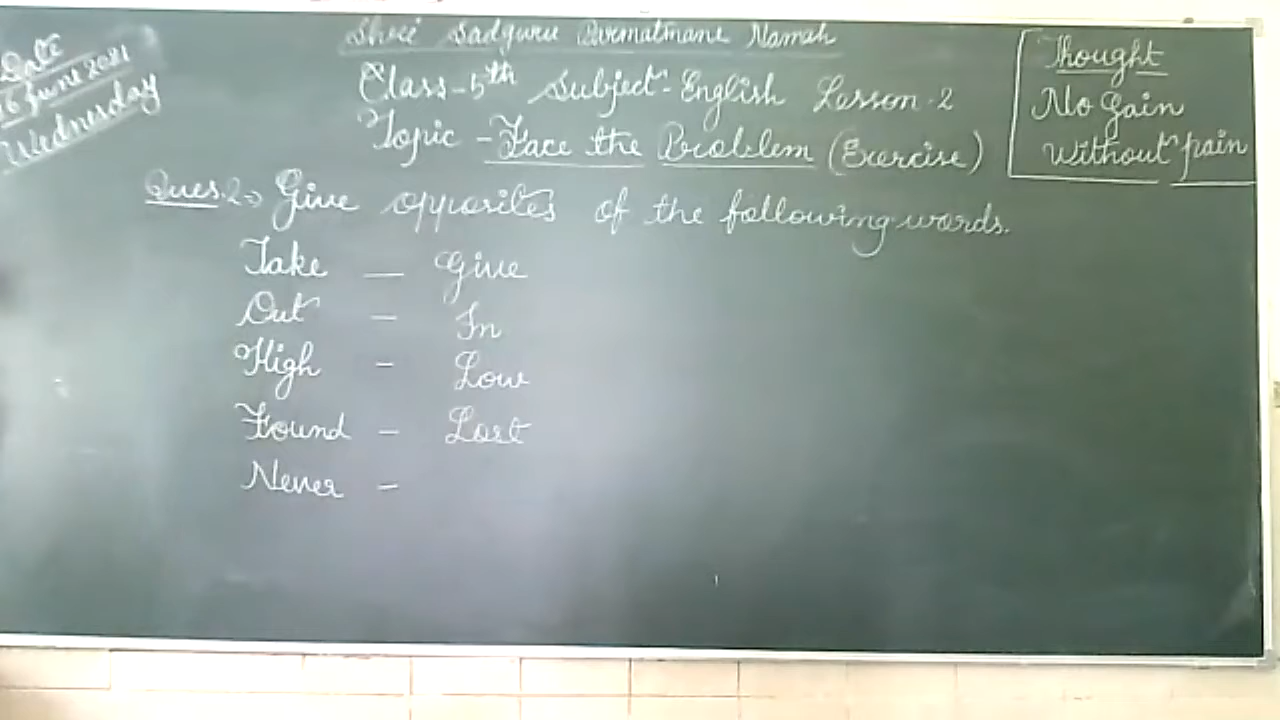 Date
16 June 2021
Wednesday
Shree Sadguru Parmatmane Namah
Class-5th Subject-English Lesson-2
Topic - Face the Problem (Exercise)
Thought
No Gain
Without pain
Ques.2 Give opposites of the following words.
Take — Give
Out - In
High - Low
Found - Lost
Never -